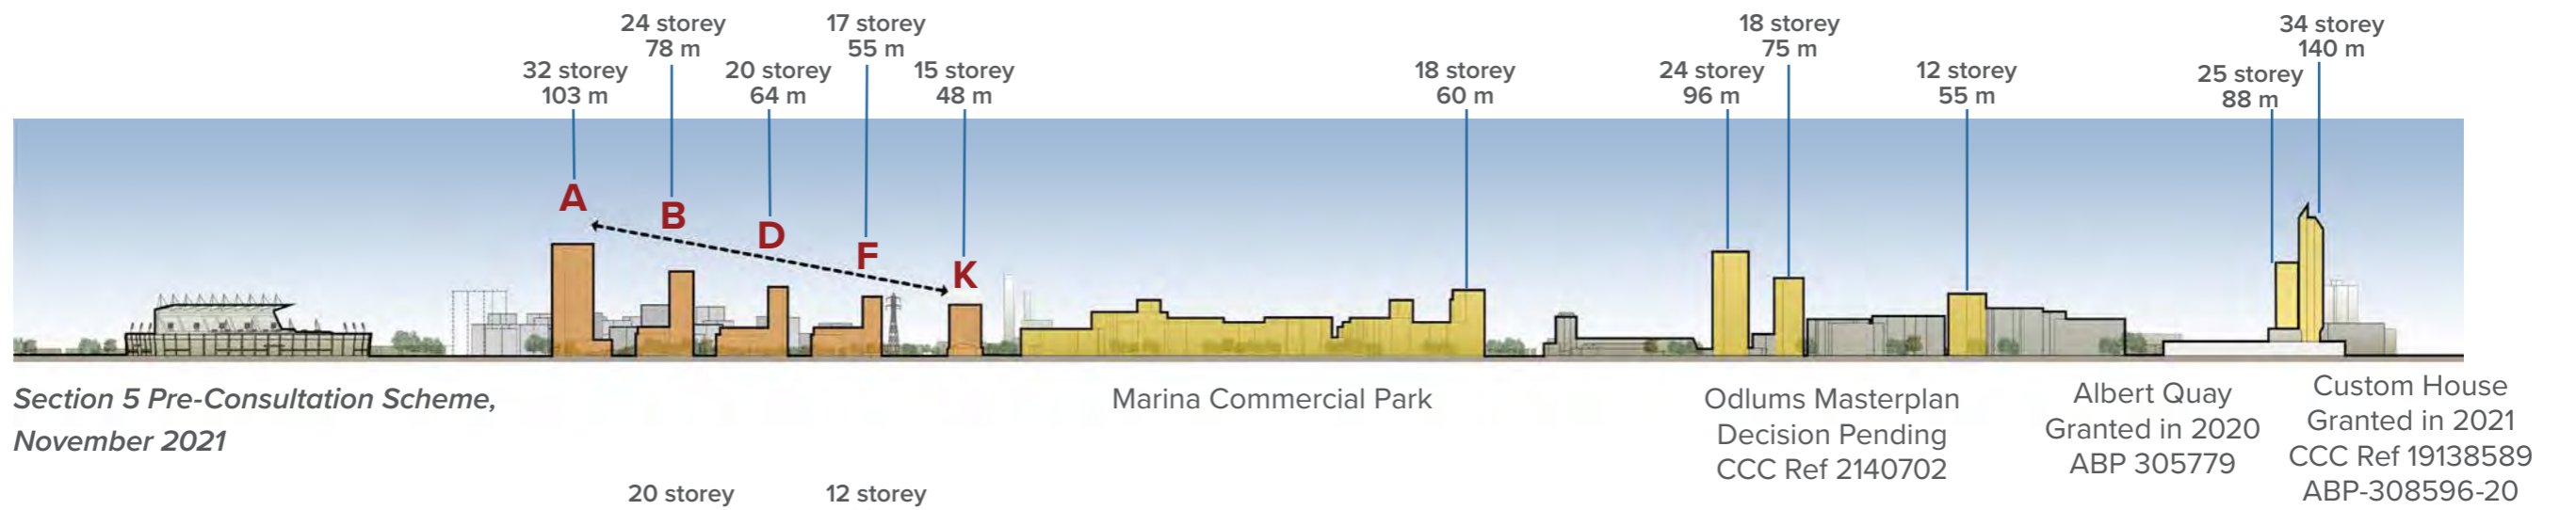 32 storey
103 m
24 storey
78 m
20 storey
64 m
17 storey
55 m
15 storey
48 m
18 storey
60 m
24 storey
96 m
18 storey
75 m
12 storey
55 m
25 storey
88 m
34 storey
140 m
A
B
D
F
K
Section 5 Pre-Consultation Scheme,
November 2021
Marina Commercial Park
Odlums Masterplan
Decision Pending
CCC Ref 2140702
Albert Quay
Granted in 2020
ABP 305779
Custom House
Granted in 2021
CCC Ref 19138589
ABP-308596-20
20 storey
12 storey